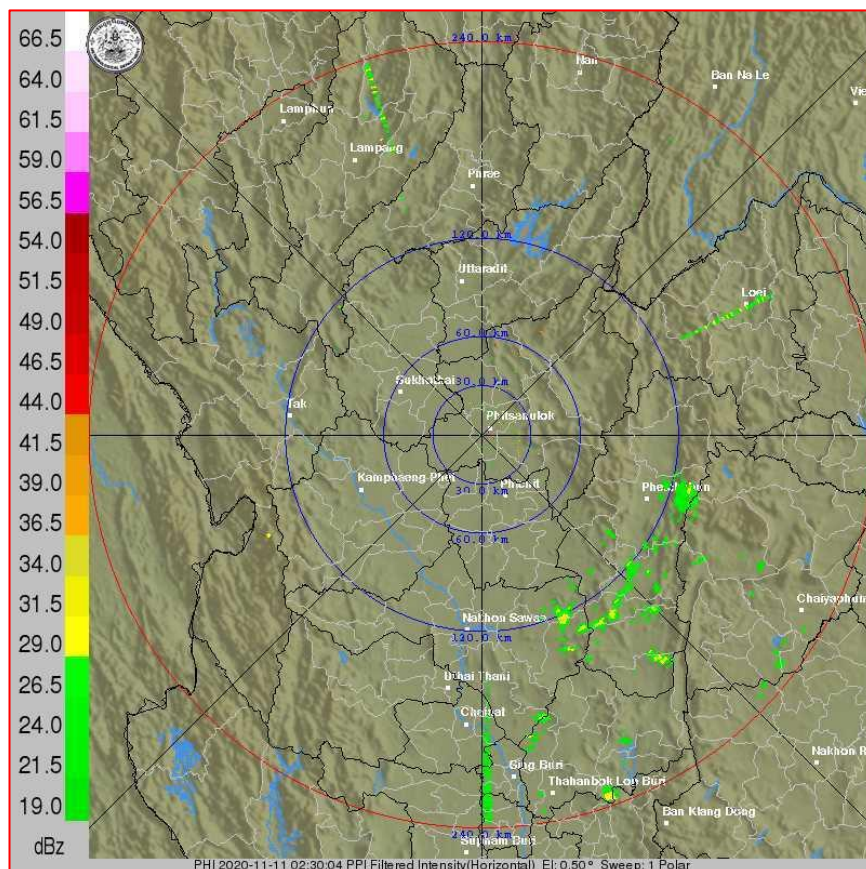 66.5
64.0
61.5
59.0
56.5
54.0
51.5
49.0
46.5
44.0
41.5
39.0
36.5
34.0
31.5
29.0
26.5
24.0
21.5
19.0
dBz
240.0 km
Nan
Ban Na Le
Vie
Lamphun
Lampang
Phrae
120.0 km
Uttaradit
Loei
60.0 km
Sukhothai
30.0 km
Tak
Phitsanulok
Kamphaeng Phet
Phichit
30.0 km
60.0 km
Chaiyaphum
Nakhon Sawan
120.0 km
Uthai Thani
Chainat
Sing Buri
Thahanbok Lop Buri
Nakhon R
Ban Klang Dong
240.0 km
Suphan Buri
PHI 2020-11-11 02:30:04 PPI Filtered Intensity(Horizontal) El: 0.50° Sweep: 1 Polar